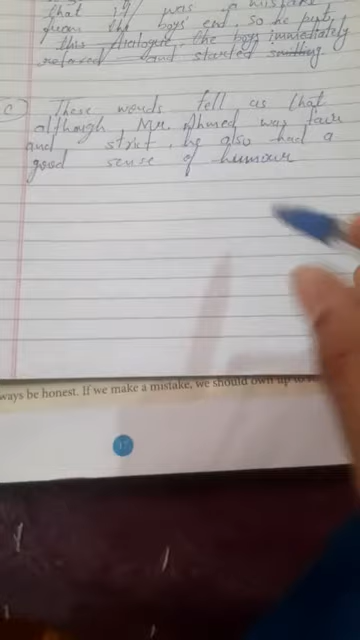 that it was a mistake
from the boys' end, so he put
this dialogue, the boys immediately
relaxed and started smiling
c) These words tell us that
although Mr. Ahmed was
and strict, he also had a
good sense of humour
ways be honest. If we make a mistake, we should own up to